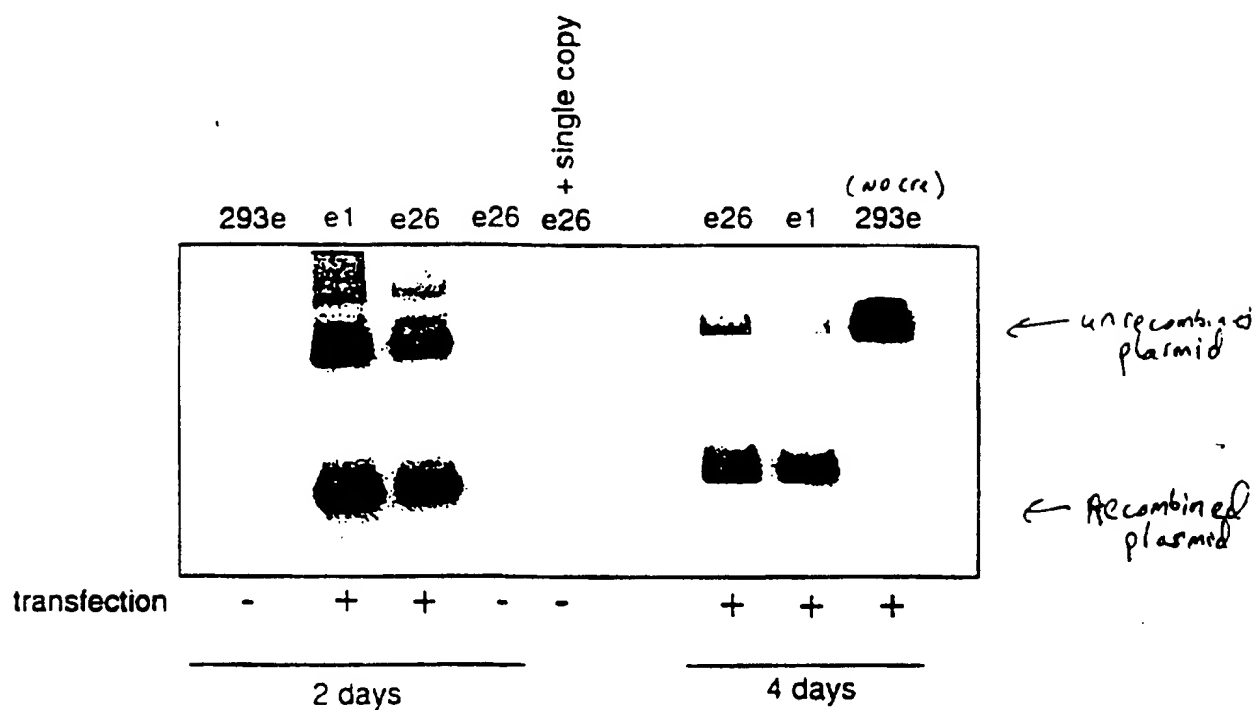 + single copy
(no cre)
293e e1 e26 e26 e26 e26 e1 293e
← unrecombined
plasmid
← Recombined
plasmid
transfection - + + - - + + +
2 days 4 days